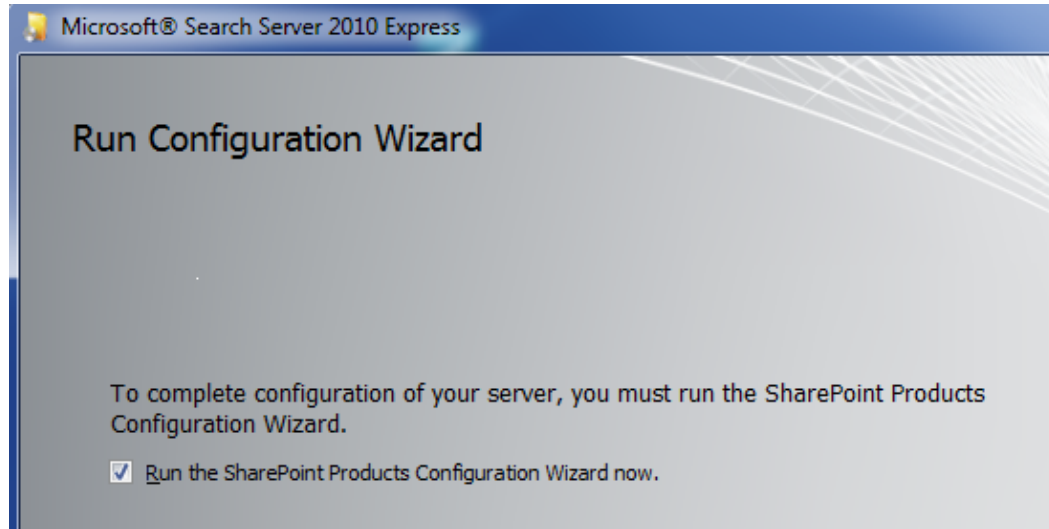 Microsoft® Search Server 2010 Express
Run Configuration Wizard
To complete configuration of your server, you must run the SharePoint Products
Configuration Wizard.
Run the SharePoint Products Configuration Wizard now.